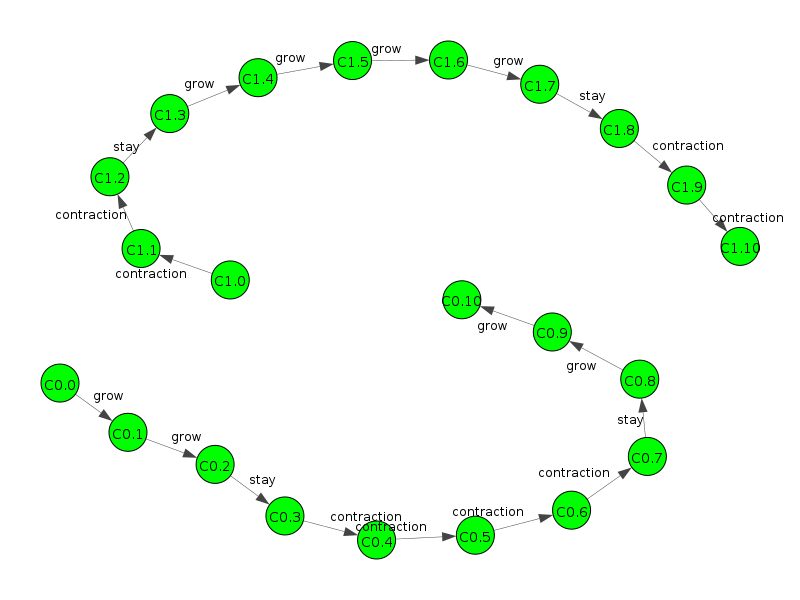 C1.5
C1.6
grow
grow
grow
C1.4
C1.7
grow
stay
C1.3
C1.8
stay
contraction
C1.2
C1.9
contraction
contraction
C1.1
contraction
C1.0
C1.10
C0.10
grow
C0.9
grow
C0.8
C0.0
grow
stay
C0.1
grow
C0.7
C0.2
contraction
stay
C0.3
contraction
contraction
contraction
C0.6
C0.4
C0.5